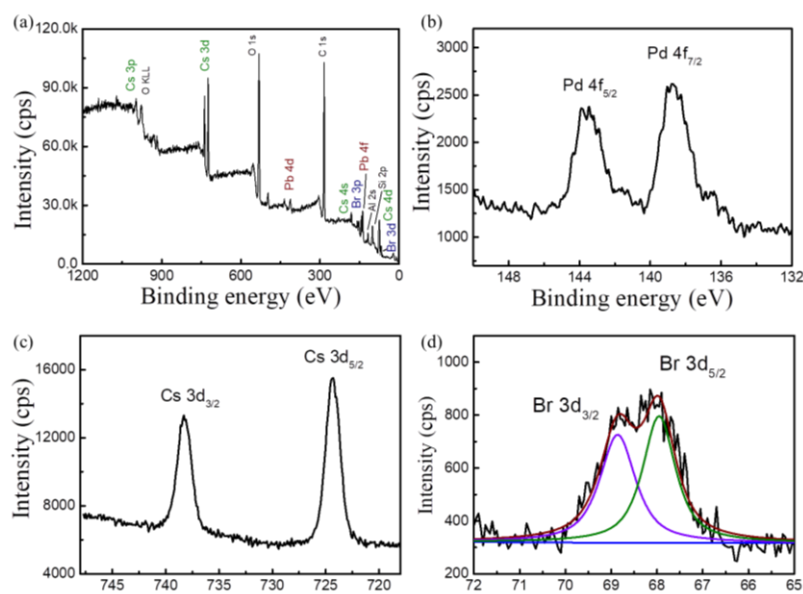 (a)
120.0k
90.0k
60.0k
30.0k
0.0
Intensity (cps)
Cs 3p
O KLL
Cs 3d
O 1s
Pb 4d
C 1s
Cs 4s
Br 3p
Pb 4f
Al 2s
Si 2p
Cs 4d
Br 3d
1200 900 600 300 0
Binding energy (eV)
(b)
3000
2500
2000
1500
1000
Intensity (cps)
Pd 4f5/2
Pd 4f7/2
148 144 140 136 132
Binding energy (eV)
(c)
16000
12000
8000
4000
Intensity (cps)
Cs 3d3/2
Cs 3d5/2
745 740 735 730 725 720
(d)
1000
800
600
400
200
Intensity (cps)
Br 3d3/2
Br 3d5/2
72 71 70 69 68 67 66 65